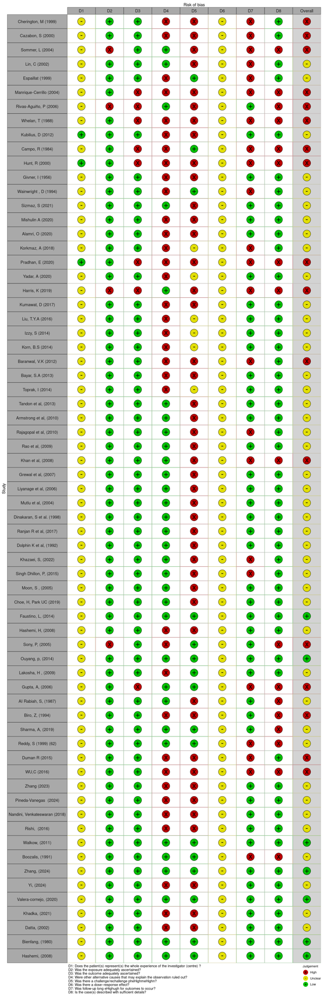 Risk of bias
D1 D2 D3 D4 D5 D6 D7 D8 Overall
Study
Cherington, M (1999) - + + X X - X + X
Cazabon, S (2000) - + + X X - X + X
Sommer, L (2004) - X + + X - X X X
Lin, C (2002) - + + + X - X + -
Espaillat (1999) - + + X + - X + -
Manrique-Cerrillo (2004) - + X X X - X X X
Rivas-Aguiño, P (2006) - X X + X - + X X
Whelan, T (1988) - + X X X - X X X
Kubilius, D (2012) + + + X X - + + -
Campo, R (1984) - + X X + - X X X
Hunt, R (2000) + + X X X - X X X
Givner, I (1956) - + + X X - + + -
Wainwright , D (1994) - + + X + - X + -
Sizmaz, S (2021) - + + + X - + + -
Mishulin A (2020) - + + X X - + + -
Alamri, O (2020) - + + X X - + + -
Korkmaz, A (2018) - + + X - - X + -
Pradhan, E (2020) + + X X X - X X X
Yadar, A (2020) - + + X - - + + -
Harris, K (2019) - X X + X - X X X
Kumawat, D (2017) - + + X X - + + -
Liu, T.Y.A (2016) - + + X - - + + -
Izzy, S (2014) - + + X - - + + -
Korn, B.S (2014) - + + X - - + + -
Baranwal, V.K (2012) - + + X X - X + X
Bayar, S.A (2013) - + + X X - + + -
Toprak, I (2014) - + + X - - + + -
Tandon et al, (2013) - + + + X - + + -
Armstrong et al, (2010) - + + + X - + + -
Rajagopal et al, (2010) - + + + X - X + -
Rao et al, (2009) - + + + X - + + -
Khan et al, (2008) - + + + X - X X X
Grewal et al, (2007) - + + + X - + + -
Liyanage et al, (2006) - + + + X - + + -
Mutlu et al, (2004) - + + + X - + + -
Dinakaran, S et al. (1998) - + + + X - + + -
Ranjan R et al, (2017) - + + + X - + + -
Dolphin K et al, (1992) - + + + X - + + -
Khazaei, S, (2022) - + + + X - X + -
Singh Dhillon, P, (2015) - + + + X - X + -
Moon, S , (2005) - + + + X - + + -
Choe, H, Park UC (2019) - + + + X - + + -
Faustino, L, (2014) - + + + + - + + +
Hashemi, H, (2008) - + + X X - + + -
Sony, P, (2005) - X + X + - + X X
Ouyang, p, (2014) - + + + + - + + +
Lakosha, H , (2009) - + + X + - + + -
Gupta, A, (2006) - + X + + - X X X
Al Rabiah, S, (1987) - + + + X - + X -
Biro, Z, (1994) - + + X X - + X X
Sharma, A, (2019) - + + + + - + X -
Reddy, S (1999) (62) - + + + + - X X -
Duman R (2015) - + + X X - X + X
WU,C (2016) - + + X X - X X X
Zhang (2023) - + + X X - + + -
Pineda-Vanegas (2024) - + + X X - + + -
Nandini, Venkateswaran (2018) - + + X X - + + -
Rishi, (2016) - + + X X - + + -
Walkow, (2011) - + + + + - + + +
Boozalis, (1991) - + + + + - X X -
Zhang, (2024) - + + + + - + + +
Yi, (2024) - + + X X - + + -
Valera-cornejo, (2020) - + + + + - + + +
Khadka, (2021) - + + X X - + + -
Datta, (2002) - + + X X - + + -
Bienfang, (1980) - + + + + - + + +
Hashemi, (2008) - + + + + - + + +
D1: Does the patient(s) represent(s) the whole experience of the investigator (centre) ?
D2: Was the exposure adequately ascertained?
D3: Was the outcome adequately ascertained?
D4: Were other alternative causes that may explain the observation ruled out?
D5: Was there a challenge/rechallenge pheHighmeHighn?
D6: Was there a dose−response effect?
D7: Was follow-up long eHighugh for outcomes to occur?
D8: Is the case(s) described with sufficient details?
Judgement
X High
- Unclear
+ Low